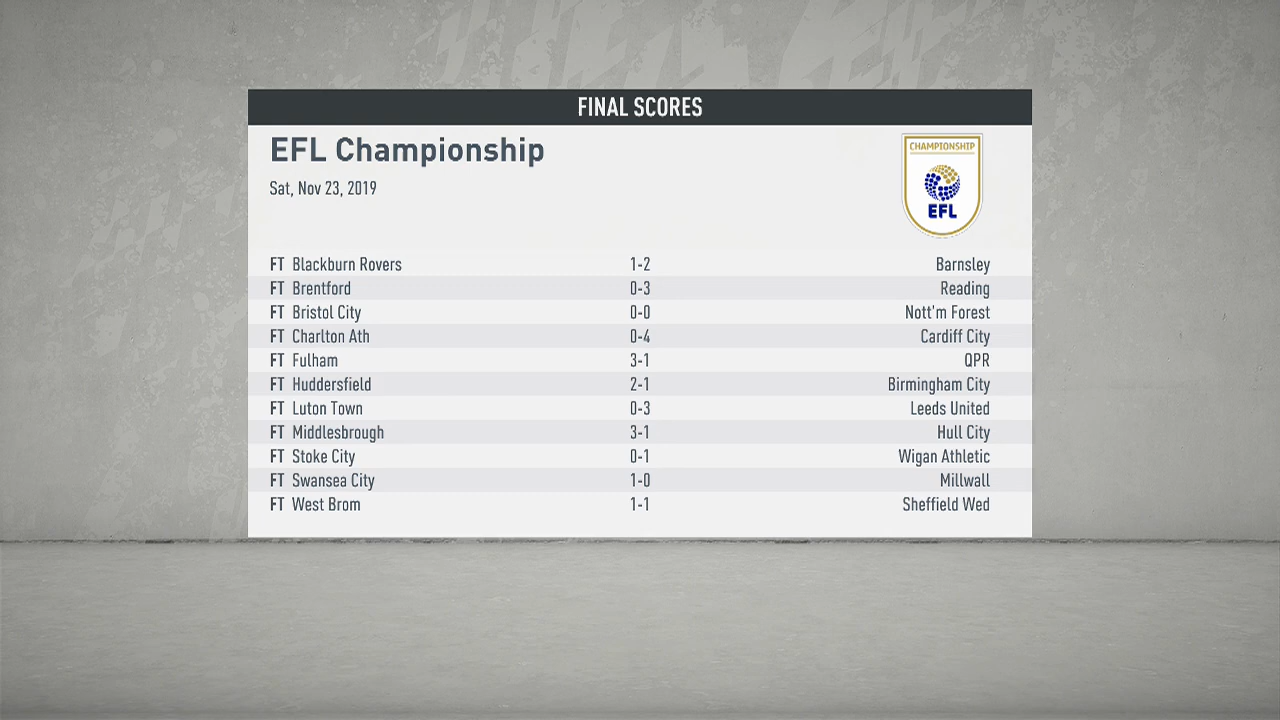 FINAL SCORES
EFL Championship
Sat, Nov 23, 2019
CHAMPIONSHIP
EFL
FT Blackburn Rovers 1-2 Barnsley
FT Brentford 0-3 Reading
FT Bristol City 0-0 Nott'm Forest
FT Charlton Ath 0-4 Cardiff City
FT Fulham 3-1 QPR
FT Huddersfield 2-1 Birmingham City
FT Luton Town 0-3 Leeds United
FT Middlesbrough 3-1 Hull City
FT Stoke City 0-1 Wigan Athletic
FT Swansea City 1-0 Millwall
FT West Brom 1-1 Sheffield Wed